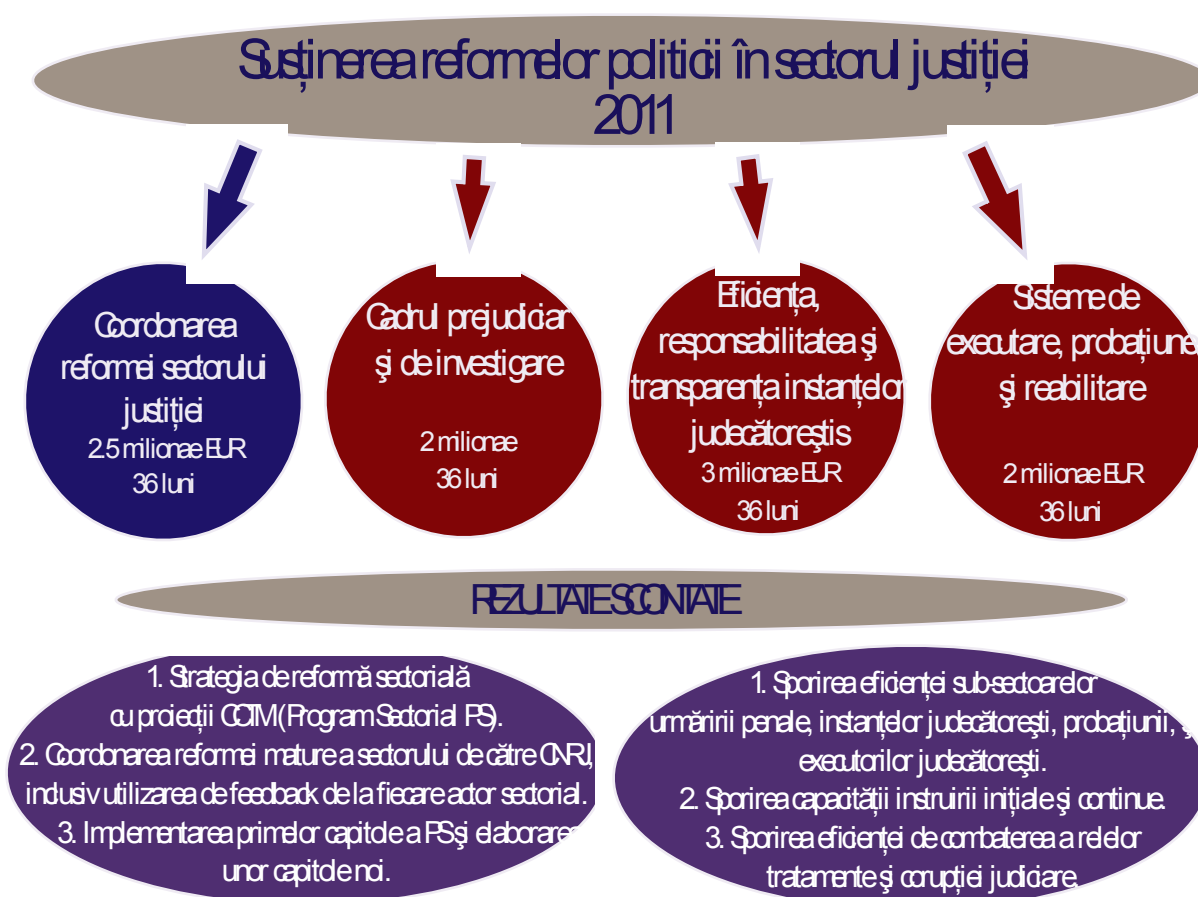 Susținerea reformelor politicii în sectorul justiției
2011
Coordonarea
reformei sectorului
justiției
2.5 milionae EUR
36 luni
Cadrul prejudiciar
şi de investigare
2 milionae
36 luni
Eficiența,
responsabilitatea şi
transparența instanțelor
judecătoreştis
3 milionae EUR
36 luni
Sisteme de
executare, probațiune
şi reabilitare
2 milionae EUR
36 luni
REZULTATE SCONTATE
1. Strategia de reformă sectorială
cu proiecții CCTM (Program Sectorial PS).
2. Coordonarea reformei mature a sectorului de către CNRJ,
inclusiv utilizarea de feedback de la fiecare actor sectorial.
3. Implementarea primelor capitole a PS şi elaborarea
unor capitole noi.
1. Sporirea eficienței sub-sectoarelor
urmăririi penale, instanțelor judecătoreşti, probațiunii, ş
executorilor judecătoreşti.
2. Sporirea capacității instruirii inițiale şi continue.
3. Sporirea eficienței de combaterea a relelor
tratamente şi corupției judiciare.